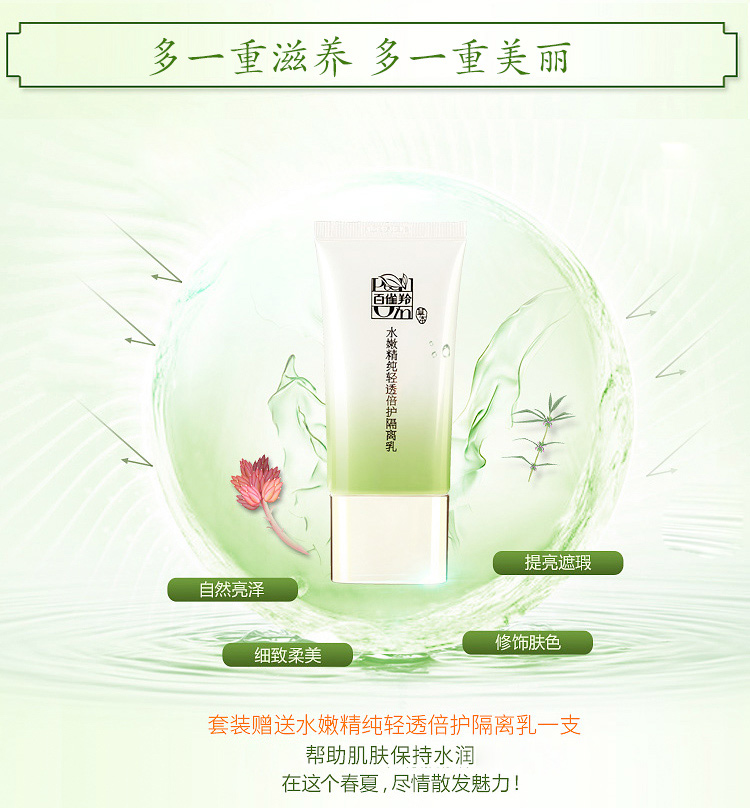 多一重滋养 多一重美丽
百雀羚
水嫩精纯轻透倍护隔离乳
提亮遮瑕
自然亮泽
修饰肤色
细致柔美
套装赠送水嫩精纯轻透倍护隔离乳一支
帮助肌肤保持水润
在这个春夏,尽情散发魅力!